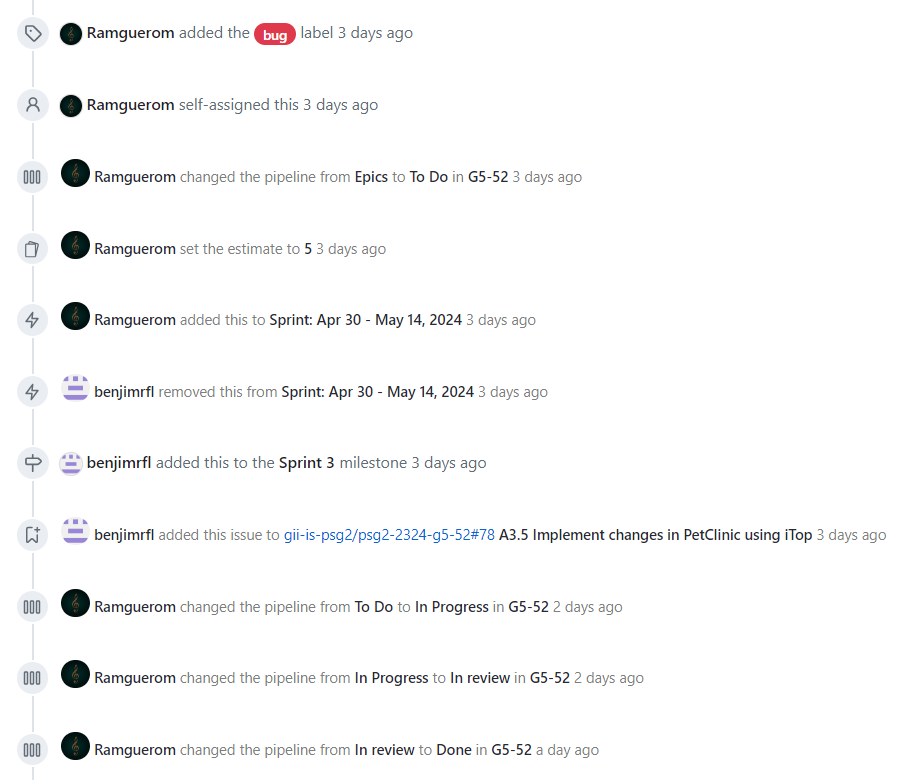 Ramguerom added the bug label 3 days ago
Ramguerom self-assigned this 3 days ago
Ramguerom changed the pipeline from Epics to To Do in G5-52 3 days ago
Ramguerom set the estimate to 5 3 days ago
Ramguerom added this to Sprint: Apr 30 - May 14, 2024 3 days ago
benjimrfl removed this from Sprint: Apr 30 - May 14, 2024 3 days ago
benjimrfl added this to the Sprint 3 milestone 3 days ago
benjimrfl added this issue to gii-is-psg2/psg2-2324-g5-52#78 A3.5 Implement changes in PetClinic using iTop 3 days ago
Ramguerom changed the pipeline from To Do to In Progress in G5-52 2 days ago
Ramguerom changed the pipeline from In Progress to In review in G5-52 2 days ago
Ramguerom changed the pipeline from In review to Done in G5-52 a day ago